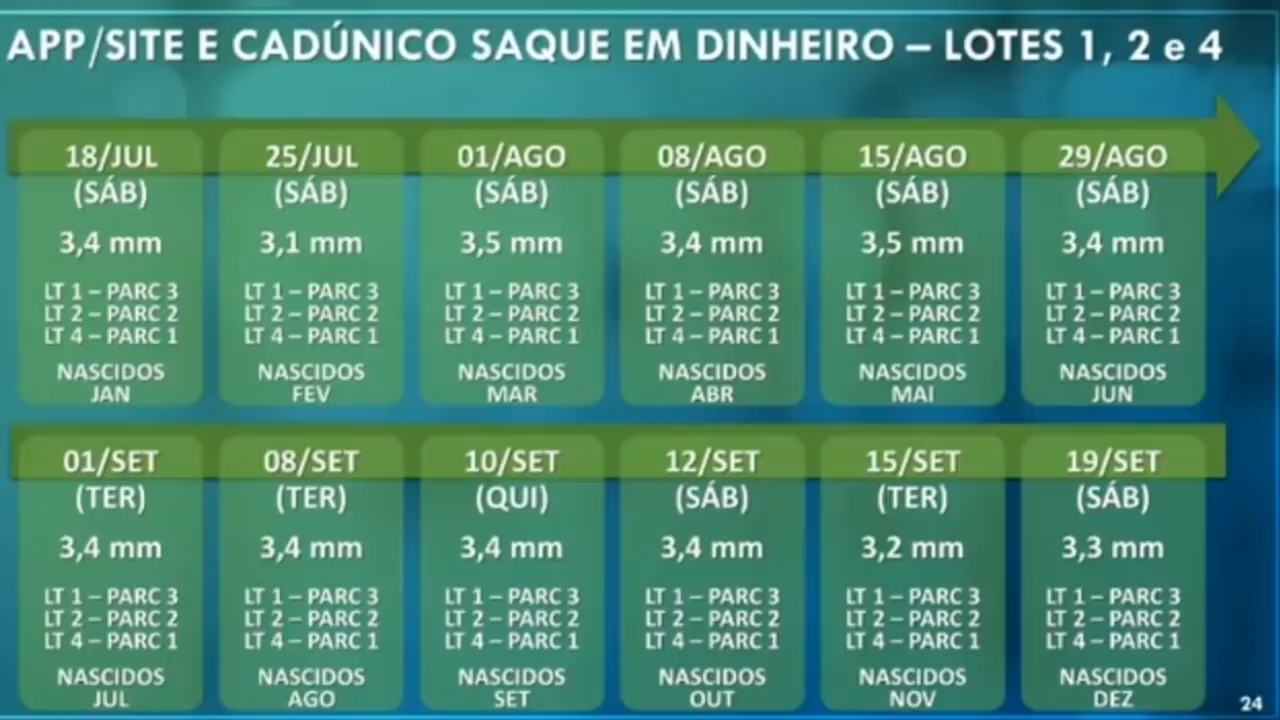 APP/SITE E CADÚNICO SAQUE EM DINHEIRO – LOTES 1, 2 e 4
18/JUL
(SÁB)
3,4 mm
LT 1 – PARC 3
LT 2 – PARC 2
LT 4 – PARC 1
NASCIDOS
JAN
25/JUL
(SÁB)
3,1 mm
LT 1 – PARC 3
LT 2 – PARC 2
LT 4 – PARC 1
NASCIDOS
FEV
01/AGO
(SÁB)
3,5 mm
LT 1 – PARC 3
LT 2 – PARC 2
LT 4 – PARC 1
NASCIDOS
MAR
08/AGO
(SÁB)
3,4 mm
LT 1 – PARC 3
LT 2 – PARC 2
LT 4 – PARC 1
NASCIDOS
ABR
15/AGO
(SÁB)
3,5 mm
LT 1 – PARC 3
LT 2 – PARC 2
LT 4 – PARC 1
NASCIDOS
MAI
29/AGO
(SÁB)
3,4 mm
LT 1 – PARC 3
LT 2 – PARC 2
LT 4 – PARC 1
NASCIDOS
JUN
01/SET
(TER)
3,4 mm
LT 1 – PARC 3
LT 2 – PARC 2
LT 4 – PARC 1
NASCIDOS
JUL
08/SET
(TER)
3,4 mm
LT 1 – PARC 3
LT 2 – PARC 2
LT 4 – PARC 1
NASCIDOS
AGO
10/SET
(QUI)
3,4 mm
LT 1 – PARC 3
LT 2 – PARC 2
LT 4 – PARC 1
NASCIDOS
SET
12/SET
(SÁB)
3,4 mm
LT 1 – PARC 3
LT 2 – PARC 2
LT 4 – PARC 1
NASCIDOS
OUT
15/SET
(TER)
3,2 mm
LT 1 – PARC 3
LT 2 – PARC 2
LT 4 – PARC 1
NASCIDOS
NOV
19/SET
(SÁB)
3,3 mm
LT 1 – PARC 3
LT 2 – PARC 2
LT 4 – PARC 1
NASCIDOS
DEZ
24